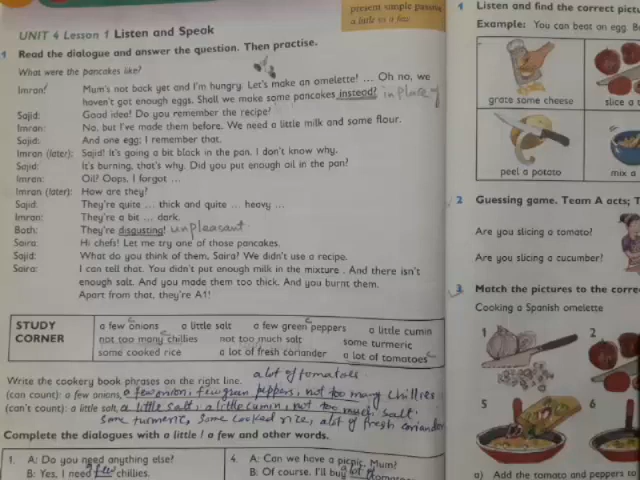 present simple passive
a little vs a few
UNIT 4 Lesson 1 Listen and Speak
1 Read the dialogue and answer the question. Then practise.
What were the pancakes like?
Imran: Mum's not back yet and I'm hungry. Let's make an omelette! ... Oh no, we
haven't got enough eggs. Shall we make some pancakes instead? in place of
Sajid: Good idea! Do you remember the recipe?
Imran: No, but I've made them before. We need a little milk and some flour.
Sajid: And one egg; I remember that.
Imran (later): Sajid! It's going a bit black in the pan. I don't know why.
Sajid: It's burning, that's why. Did you put enough oil in the pan?
Imran: Oil? Oops, I forgot ...
Imran (later): How are they?
Sajid: They're quite ... thick and quite ... heavy ...
Imran: They're a bit ... dark.
Both: They're disgusting! unpleasant
Saira: Hi chefs! Let me try one of those pancakes.
Sajid: What do you think of them, Saira? We didn't use a recipe.
Saira: I can tell that. You didn't put enough milk in the mixture . And there isn't
enough salt. And you made them too thick. And you burnt them.
Apart from that, they're A1!
STUDY CORNER
a few onions a little salt a few green peppers a little cumin
not too many chillies not too much salt some turmeric
some cooked rice a lot of fresh coriander a lot of tomatoes
a lot of tomatoes
Write the cookery book phrases on the right line.
(can count): a few onions, a few onion, few green peppers, not too many chillies
(can't count): a little salt, a little salt, a little cumin, not too much salt
some turmeric, some cooked rice, a lot of fresh coriander
Complete the dialogues with a little / a few and other words.
1. A: Do you need anything else?
B: Yes, I need a few chillies.
4. A: Can we have a picnic, Mum?
B: Of course. I'll buy a lot of
1 Listen and find the correct
Example: You can beat an egg.
grate some cheese
slice a
peel a potato
mix a
2 Guessing game. Team A acts;
Are you slicing a tomato?
Are you slicing a cucumber?
3 Match the pictures to the
Cooking a Spanish omelette
1
2
5
6
a) Add the tomato and peppers to